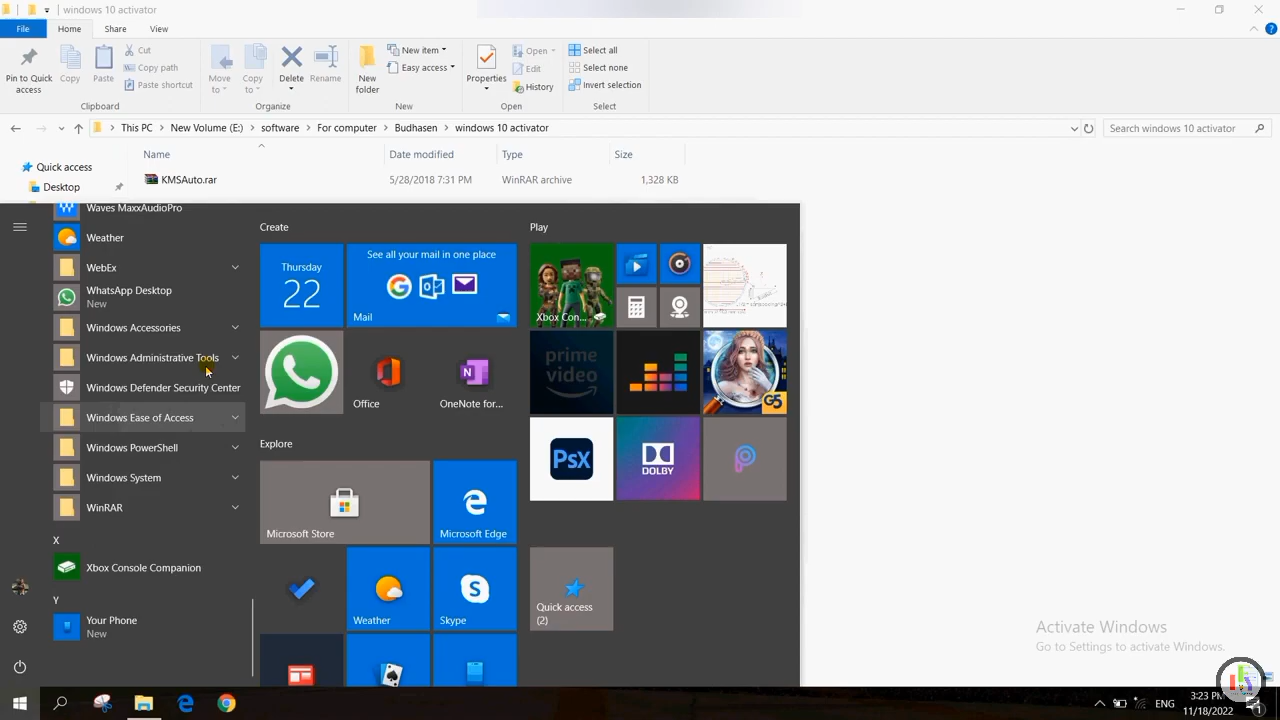 windows 10 activator
File
Home
Share
View
Pin to Quick
access
Copy
Paste
Cut
Copy path
Paste shortcut
Clipboard
Move
to
Copy
to
Delete
Rename
Organize
New
folder
New item
Easy access
New
Properties
Open
Edit
History
Open
Select all
Select none
Invert selection
Select
This PC
New Volume (E:)
software
For computer
Budhasen
windows 10 activator
Search windows 10 activator
Quick access
Desktop
Name
Date modified
Type
Size
KMSAuto.rar
5/28/2018 7:31 PM
WinRAR archive
1,328 KB
Waves MaxxAudioPro
Weather
WebEx
WhatsApp Desktop
New
Windows Accessories
Windows Administrative Tools
Windows Defender Security Center
Windows Ease of Access
Windows PowerShell
Windows System
WinRAR
X
Xbox Console Companion
Y
Your Phone
New
Create
Thursday
22
See all your mail in one place
Mail
Office
OneNote for...
Explore
Microsoft Store
Microsoft Edge
Weather
Skype
Play
Xbox Con...
prime
video
G5
PsX
DOLBY
Quick access
(2)
Activate Windows
Go to Settings to activate Windows.
ENG
3:23 P
11/18/2022